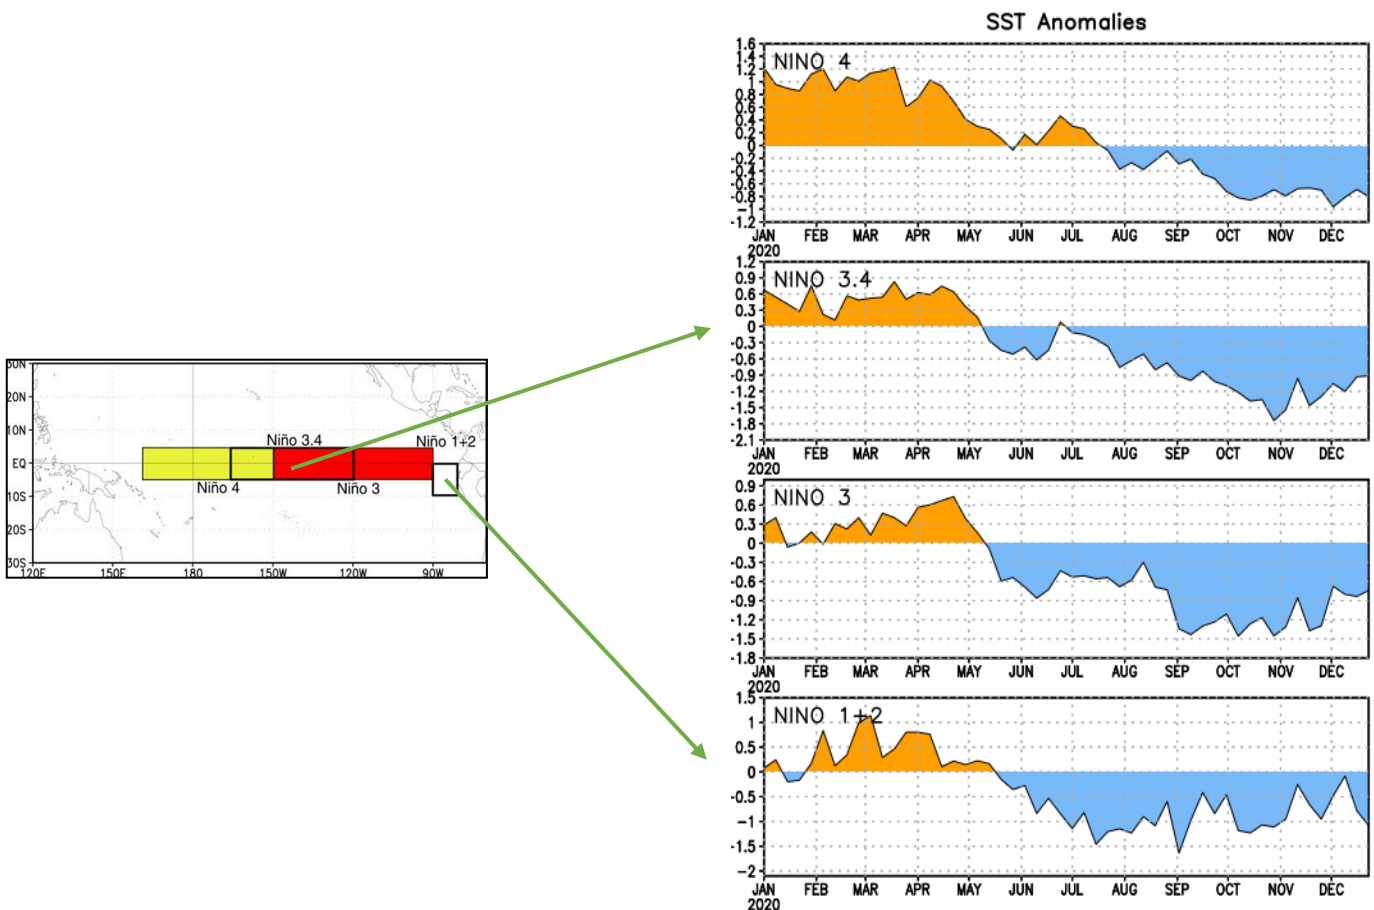 SST Anomalies
NINO 4
1.6
1.4
1.2
1
0.8
0.6
0.4
0.2
0
-0.2
-0.4
-0.6
-0.8
-1
-1.2
JAN FEB MAR APR MAY JUN JUL AUG SEP OCT NOV DEC
2020
NINO 3.4
1.2
0.9
0.6
0.3
0
-0.3
-0.6
-0.9
-1.2
-1.5
-1.8
-2.1
JAN FEB MAR APR MAY JUN JUL AUG SEP OCT NOV DEC
2020
NINO 3
0.9
0.6
0.3
0
-0.3
-0.6
-0.9
-1.2
-1.5
-1.8
JAN FEB MAR APR MAY JUN JUL AUG SEP OCT NOV DEC
2020
NINO 1+2
1.5
1
0.5
0
-0.5
-1
-1.5
-2
JAN FEB MAR APR MAY JUN JUL AUG SEP OCT NOV DEC
2020
30N
20N
10N
EQ
10S
20S
30S
Niño 3.4
Niño 1+2
Niño 4
Niño 3
120E 150E 180 150W 120W 90W